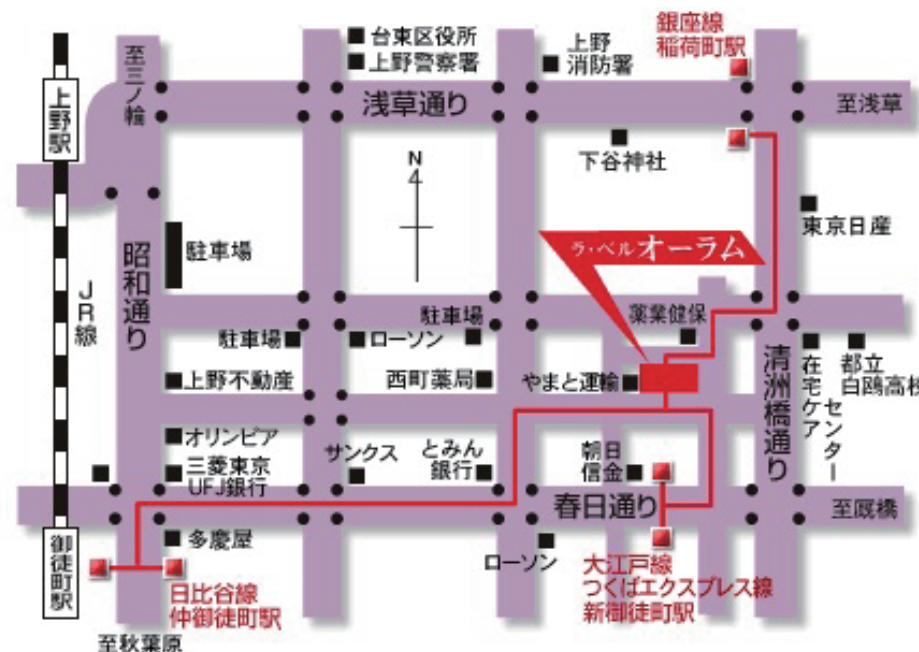 銀座線
稲荷町駅
台東区役所
上野警察署
上野
消防署
至三ノ輪
上野駅
浅草通り
至浅草
下谷神社
N
東京日産
ラ・ベルオーラム
駐車場
昭和通り
JR線
駐車場
薬業健保
駐車場
ローソン
上野不動産
西町薬局
やまと運輸
清洲橋通り
在宅ケア
センター
都立
白鴎高校
オリンピア
サンクス
とみん
銀行
朝日
信金
三菱東京
UFJ銀行
春日通り
至厩橋
多慶屋
ローソン
御徒町駅
日比谷線
仲御徒町駅
大江戸線
つくばエクスプレス線
新御徒町駅
至秋葉原